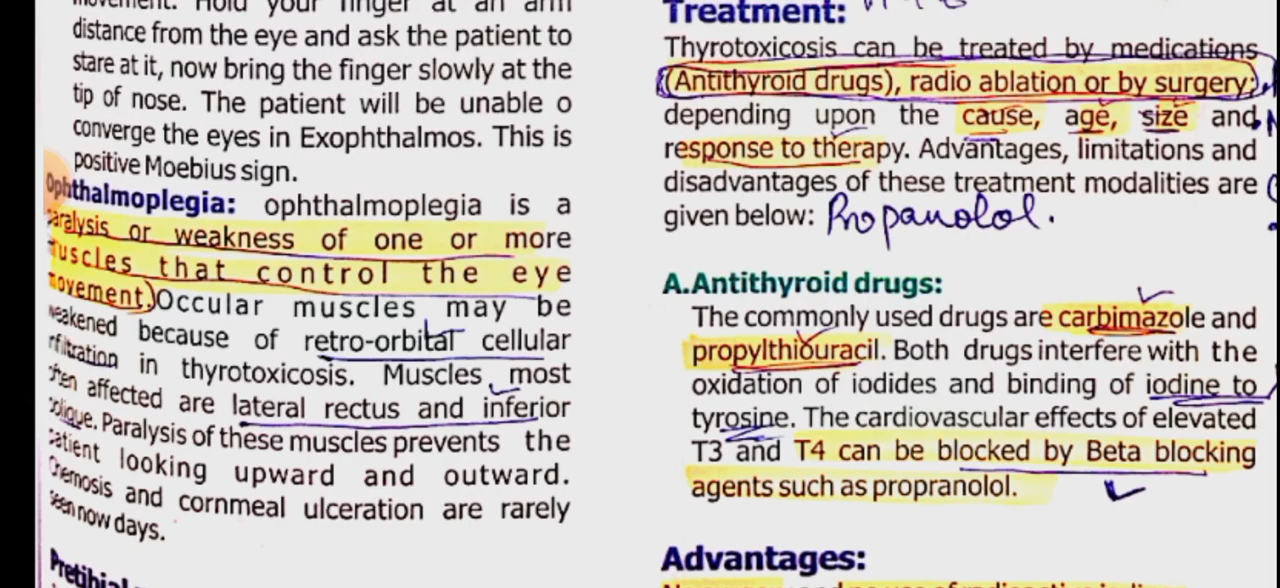 movement. Hold your finger at an arm
distance from the eye and ask the patient to
stare at it, now bring the finger slowly at the
tip of nose. The patient will be unable o
converge the eyes in Exophthalmos. This is
positive Moebius sign.
Ophthalmoplegia: ophthalmoplegia is a
paralysis or weakness of one or more
muscles that control the eye
movement. Occular muscles may be
weakened because of retro-orbital cellular
infiltration in thyrotoxicosis. Muscles most
often affected are lateral rectus and inferior
oblique. Paralysis of these muscles prevents the
patient looking upward and outward.
Chemosis and cornmeal ulceration are rarely
seen now days.
Pretibial
Treatment:
Thyrotoxicosis can be treated by medications
(Antithyroid drugs), radio ablation or by surgery;
depending upon the cause, age, size and
response to therapy. Advantages, limitations and
disadvantages of these treatment modalities are
given below: Propanolol.
A.Antithyroid drugs:
The commonly used drugs are carbimazole and
propylthiouracil. Both drugs interfere with the
oxidation of iodides and binding of iodine to
tyrosine. The cardiovascular effects of elevated
T3 and T4 can be blocked by Beta blocking
agents such as propranolol.
Advantages: